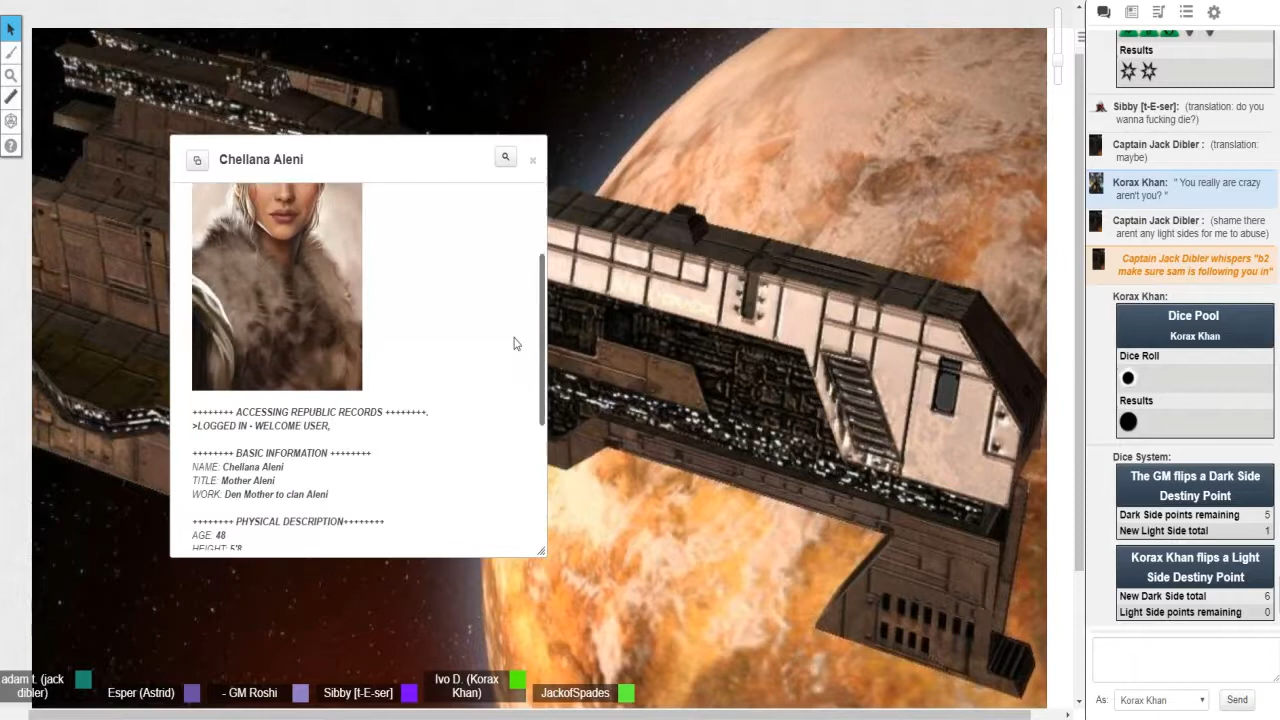 Chellana Aleni
++++++++ ACCESSING REPUBLIC RECORDS ++++++++.
>LOGGED IN - WELCOME USER,
++++++++ BASIC INFORMATION ++++++++
NAME: Chellana Aleni
TITLE: Mother Aleni
WORK: Den Mother to clan Aleni
++++++++ PHYSICAL DESCRIPTION++++++++
AGE: 48
HEIGHT: 5'8
adam t. (jack
dibler)
Esper (Astrid)
- GM Roshi
Sibby [t-E-ser]
Ivo D. (Korax
Khan)
JackofSpades
Results
Sibby [t-E-ser]: (translation: do you
wanna fucking die?)
Captain Jack Dibler : (translation:
maybe)
Korax Khan: " You really are crazy
aren't you? "
Captain Jack Dibler : (shame there
arent any light sides for me to abuse)
Captain Jack Dibler whispers "b2
make sure sam is following you in"
Korax Khan:
Dice Pool
Korax Khan
Dice Roll
Results
Dice System:
The GM flips a Dark Side
Destiny Point
Dark Side points remaining 5
New Light Side total 1
Korax Khan flips a Light
Side Destiny Point
New Dark Side total 6
Light Side points remaining 0
As: Korax Khan Send